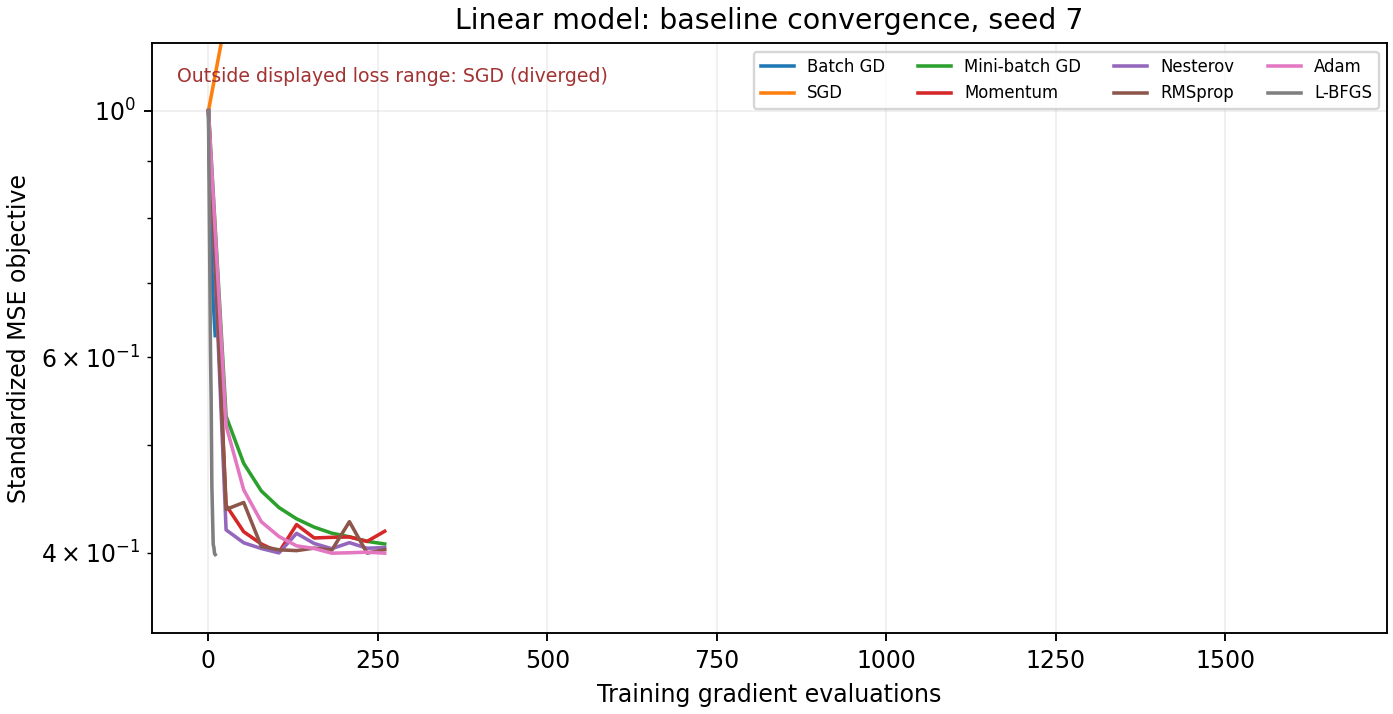 Linear model: baseline convergence, seed 7
Outside displayed loss range: SGD (diverged)
Batch GD
SGD
Mini-batch GD
Momentum
Nesterov
RMSprop
Adam
L-BFGS
Standardized MSE objective
10⁰
6 × 10⁻¹
4 × 10⁻¹
0 250 500 750 1000 1250 1500
Training gradient evaluations